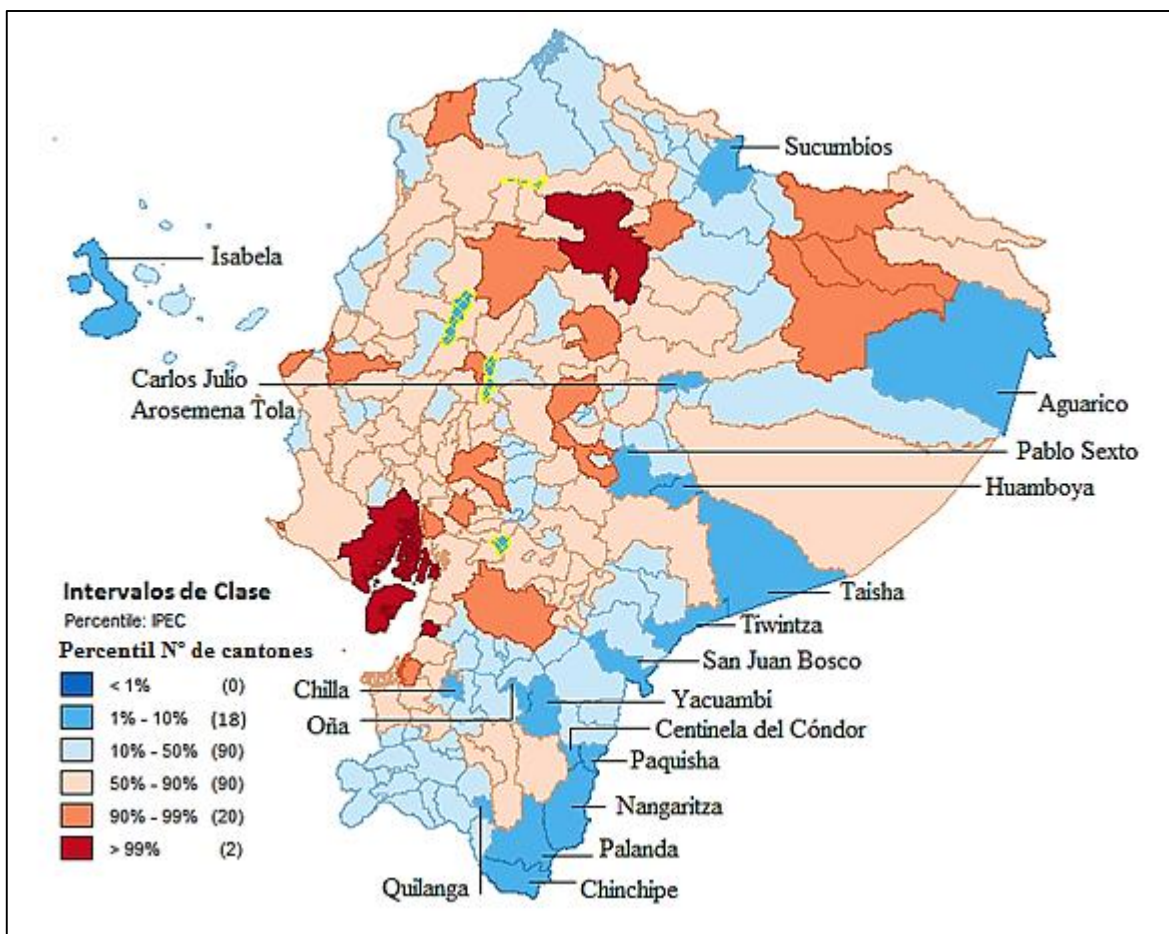 Sucumbíos
Isabela
Carlos Julio
Arosemena Tola
Aguarico
Pablo Sexto
Huamboya
Taisha
Tiwintza
San Juan Bosco
Chilla
Yacuambí
Oña
Centinela del Cóndor
Paquisha
Nangaritza
Palanda
Quilanga
Chinchipe
Intervalos de Clase
Percentile: IPEC
Percentil N° de cantones
< 1% (0)
1% - 10% (18)
10% - 50% (90)
50% - 90% (90)
90% - 99% (20)
> 99% (2)